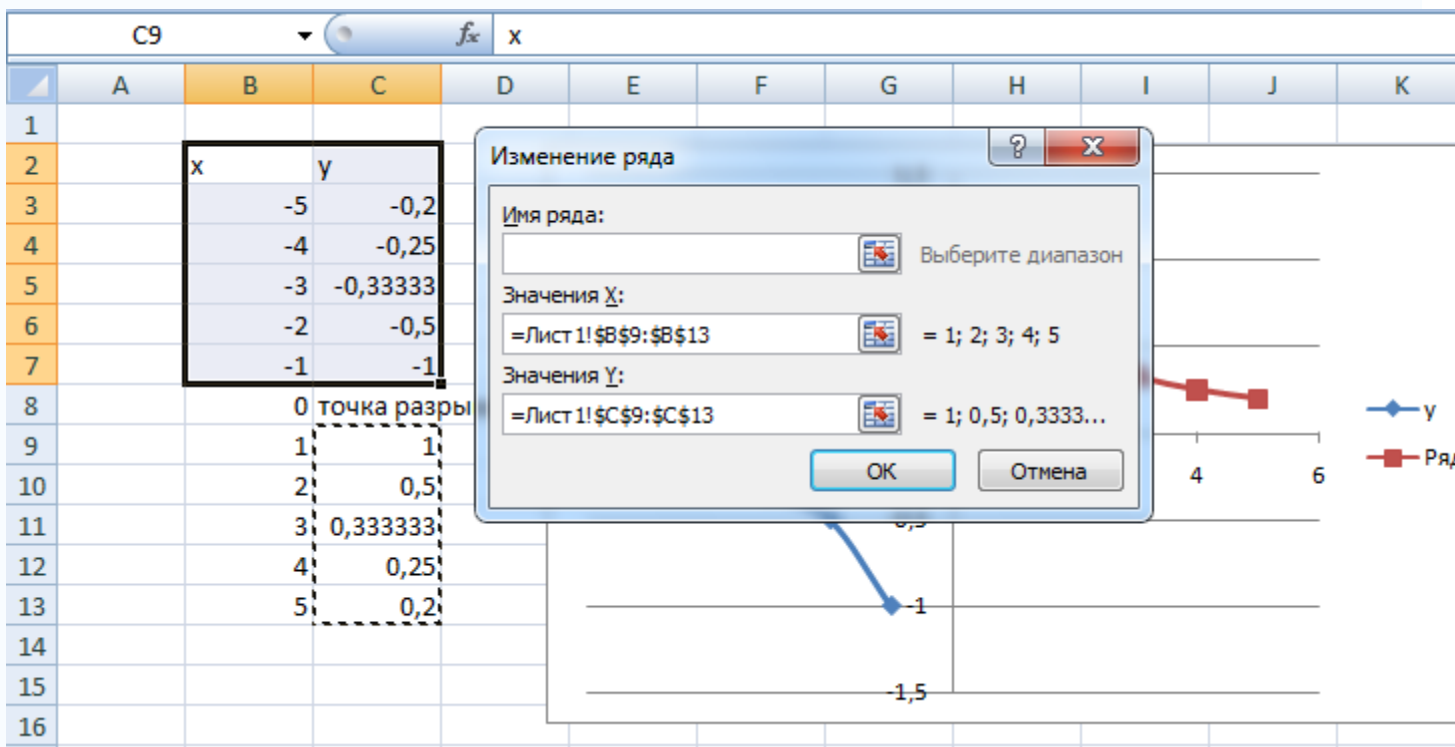 C9 fx x
A B C D E F G H I J K
1
2 x y
3 -5 -0,2
4 -4 -0,25
5 -3 -0,33333
6 -2 -0,5
7 -1 -1
8 0 точка разры
9 1 1
10 2 0,5
11 3 0,333333
12 4 0,25
13 5 0,2
14
15
16
Изменение ряда
Имя ряда:
Выберите диапазон
Значения X:
=Лист1!$B$9:$B$13 = 1; 2; 3; 4; 5
Значения Y:
=Лист1!$C$9:$C$13 = 1; 0,5; 0,3333...
OK Отмена
4 6
-1
-1,5
y
Ряд